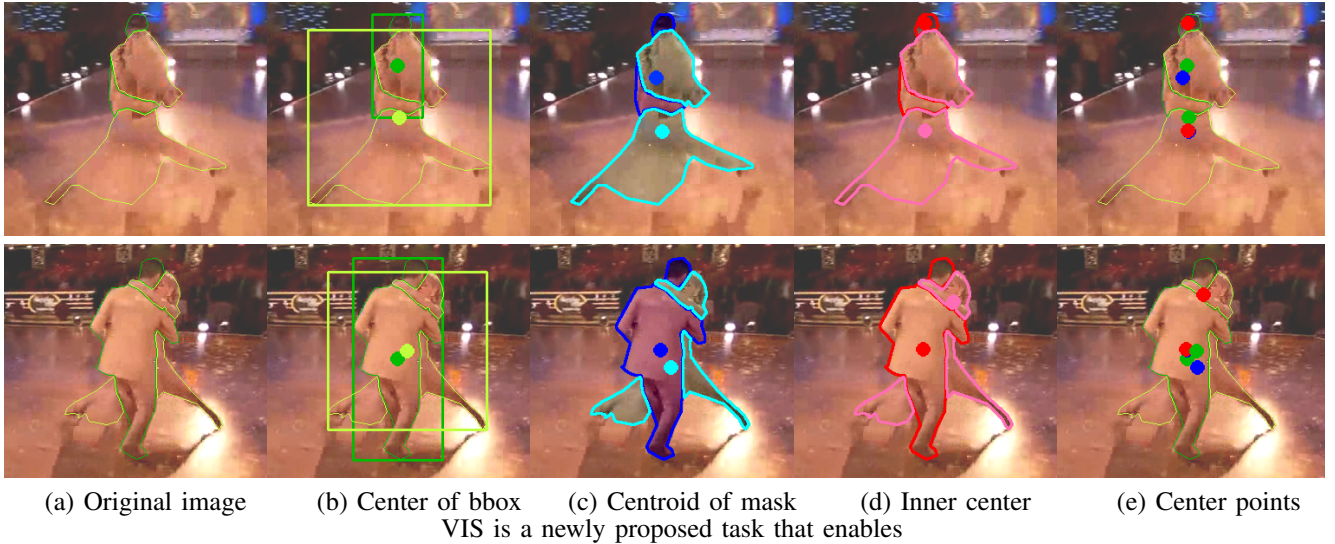 (a) Original image (b) Center of bbox (c) Centroid of mask (d) Inner center (e) Center points
VIS is a newly proposed task that enables